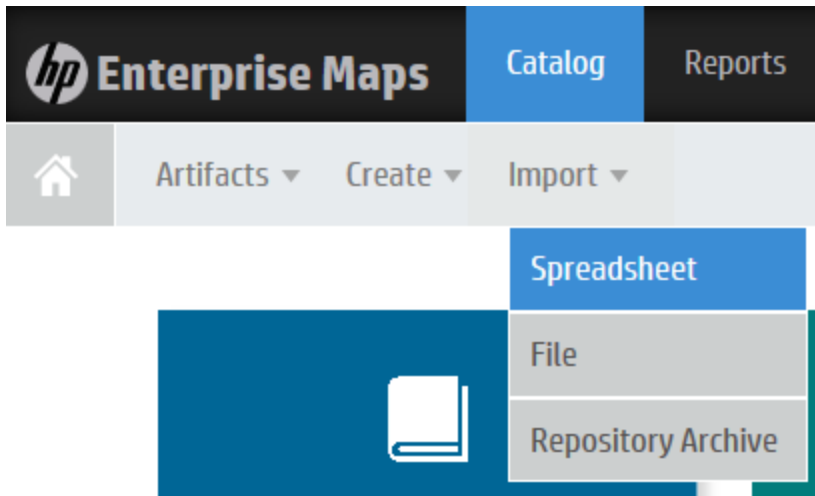 hp Enterprise Maps Catalog Reports
Artifacts Create Import
Spreadsheet
File
Repository Archive